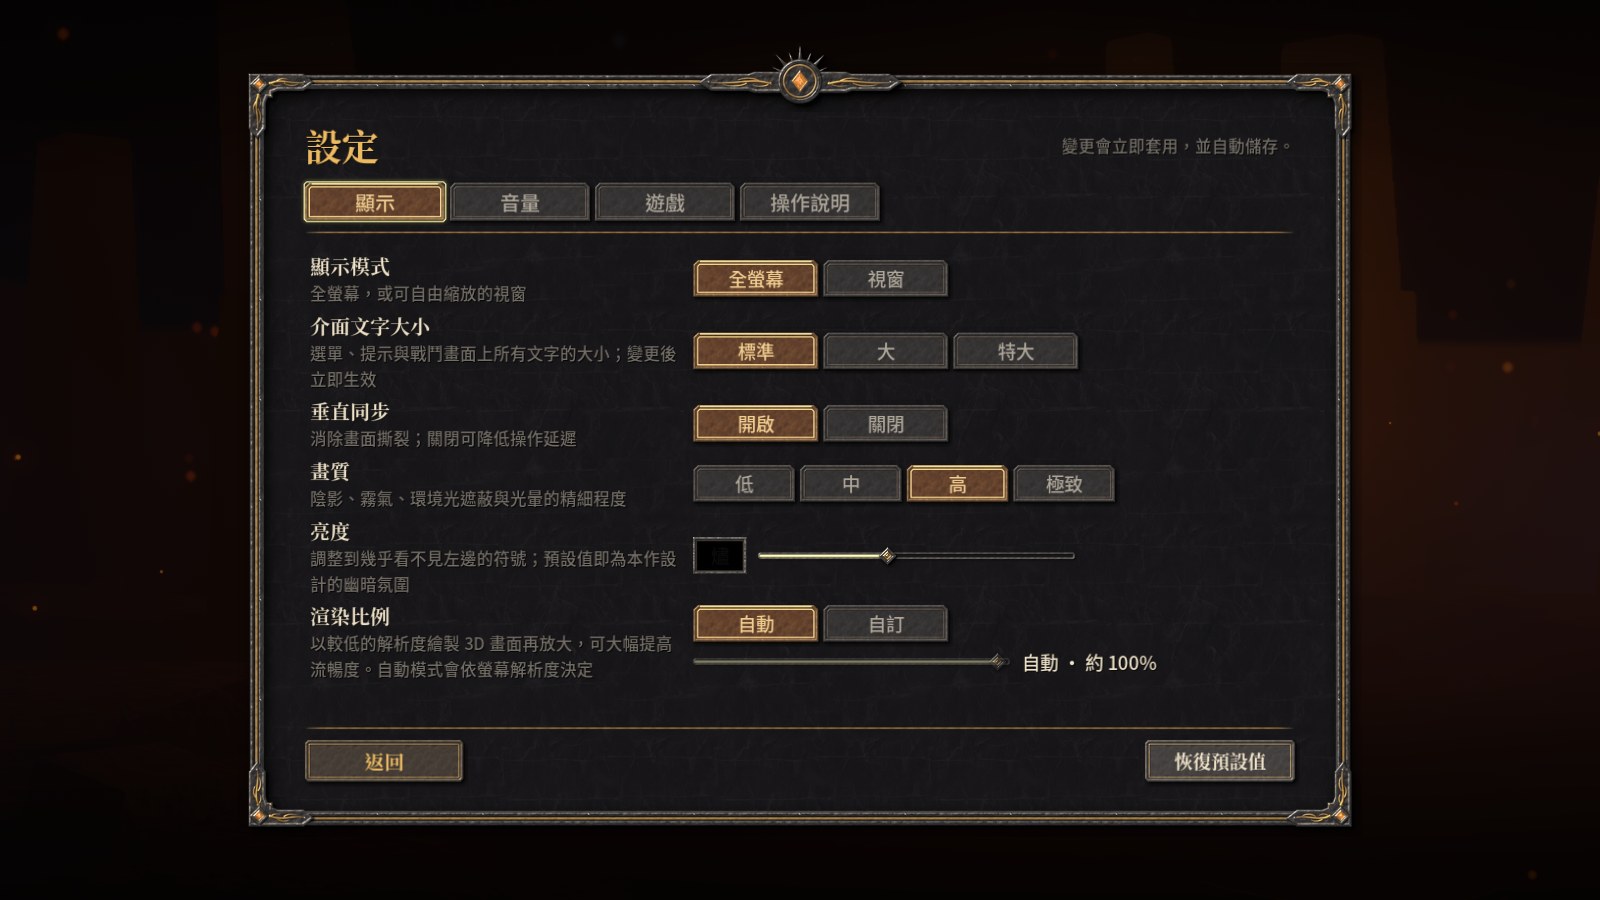 設定
變更會立即套用，並自動儲存。
顯示
音量
遊戲
操作說明
顯示模式
全螢幕，或可自由縮放的視窗
全螢幕
視窗
介面文字大小
選單、提示與戰鬥畫面上所有文字的大小；變更後
立即生效
標準
大
特大
垂直同步
消除畫面撕裂；關閉可降低操作延遲
開啟
關閉
畫質
陰影、霧氣、環境光遮蔽與光暈的精細程度
低
中
高
極致
亮度
調整到幾乎看不見左邊的符號；預設值即為本作設
計的幽暗氛圍
渲染比例
以較低的解析度繪製 3D 畫面再放大，可大幅提高
流暢度。自動模式會依螢幕解析度決定
自動
自訂
自動 · 約 100%
返回
恢復預設值